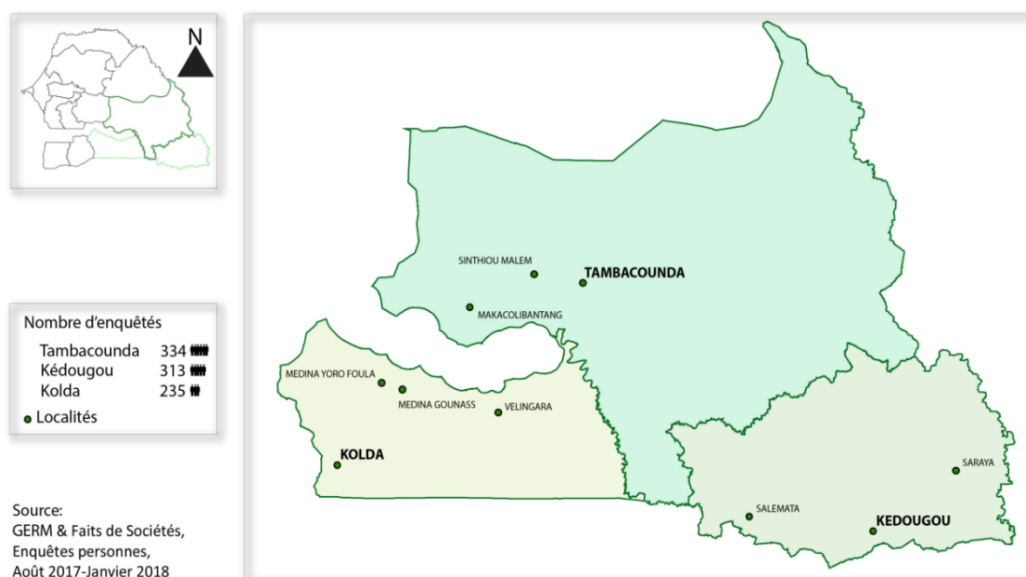 N
Nombre d'enquêtés
Tambacounda 334
Kédougou 313
Kolda 235
Localités
Source:
GERM & Faits de Sociétés,
Enquêtes personnes,
Août 2017-Janvier 2018
SINTHIOU MALEM
TAMBACOUNDA
MAKACOLIBANTANG
MEDINA YORO FOULA
MEDINA GOUNASS
VELINGARA
KOLDA
SARAYA
SALEMATA
KEDOUGOU